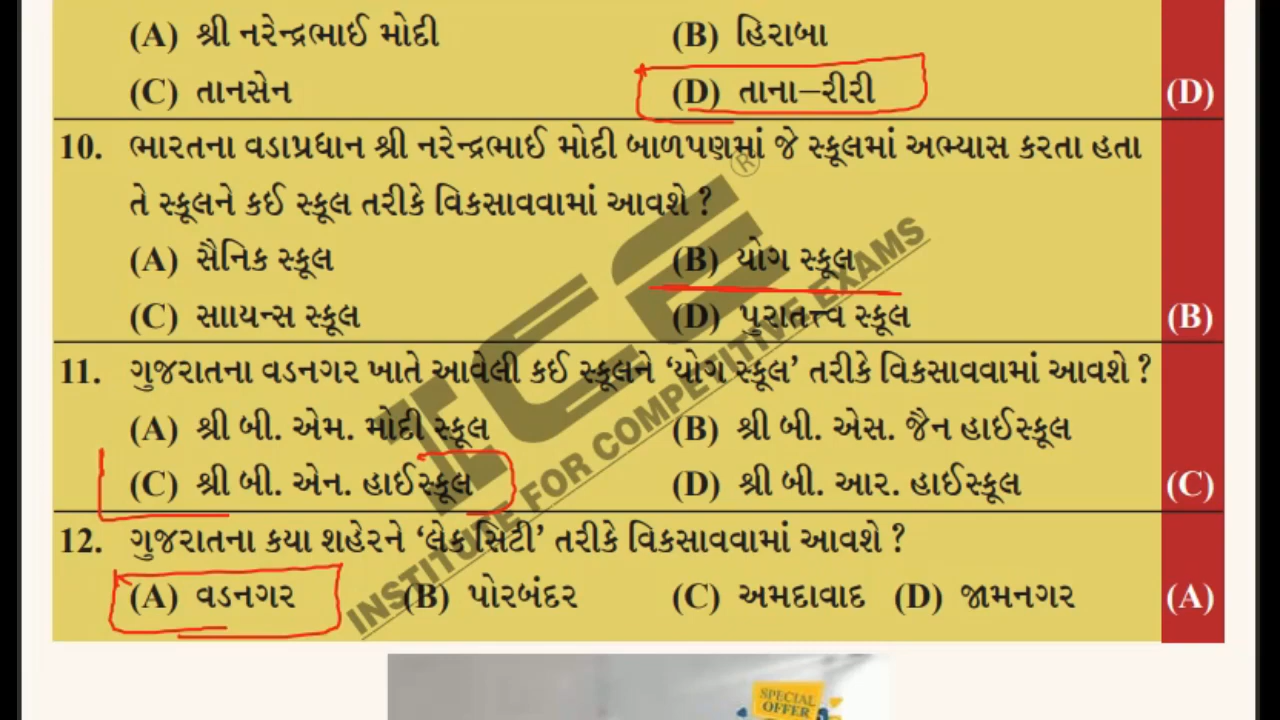 (A) શ્રી નરેન્દ્રભાઈ મોદી (B) હિરાબા
(C) તાનસેન (D) તાના–રીરી (D)
10. ભારતના વડાપ્રધાન શ્રી નરેન્દ્રભાઈ મોદી બાળપણમાં જે સ્કૂલમાં અભ્યાસ કરતા હતા
તે સ્કૂલને કઈ સ્કૂલ તરીકે વિકસાવવામાં આવશે ?
(A) સૈનિક સ્કૂલ (B) યોગ સ્કૂલ
(C) સાાયન્સ સ્કૂલ (D) પુરાતત્ત્વ સ્કૂલ (B)
11. ગુજરાતના વડનગર ખાતે આવેલી કઈ સ્કૂલને ‘યોગ સ્કૂલ’ તરીકે વિકસાવવામાં આવશે ?
(A) શ્રી બી. એમ. મોદી સ્કૂલ (B) શ્રી બી. એસ. જૈન હાઈસ્કૂલ
(C) શ્રી બી. એન. હાઈસ્કૂલ (D) શ્રી બી. આર. હાઈસ્કૂલ (C)
12. ગુજરાતના કયા શહેરને ‘લેક સિટી’ તરીકે વિકસાવવામાં આવશે ?
(A) વડનગર (B) પોરબંદર (C) અમદાવાદ (D) જામનગર (A)
ICE ®
INSTITUTE FOR COMPETITIVE EXAMS
SPECIAL
OFFER